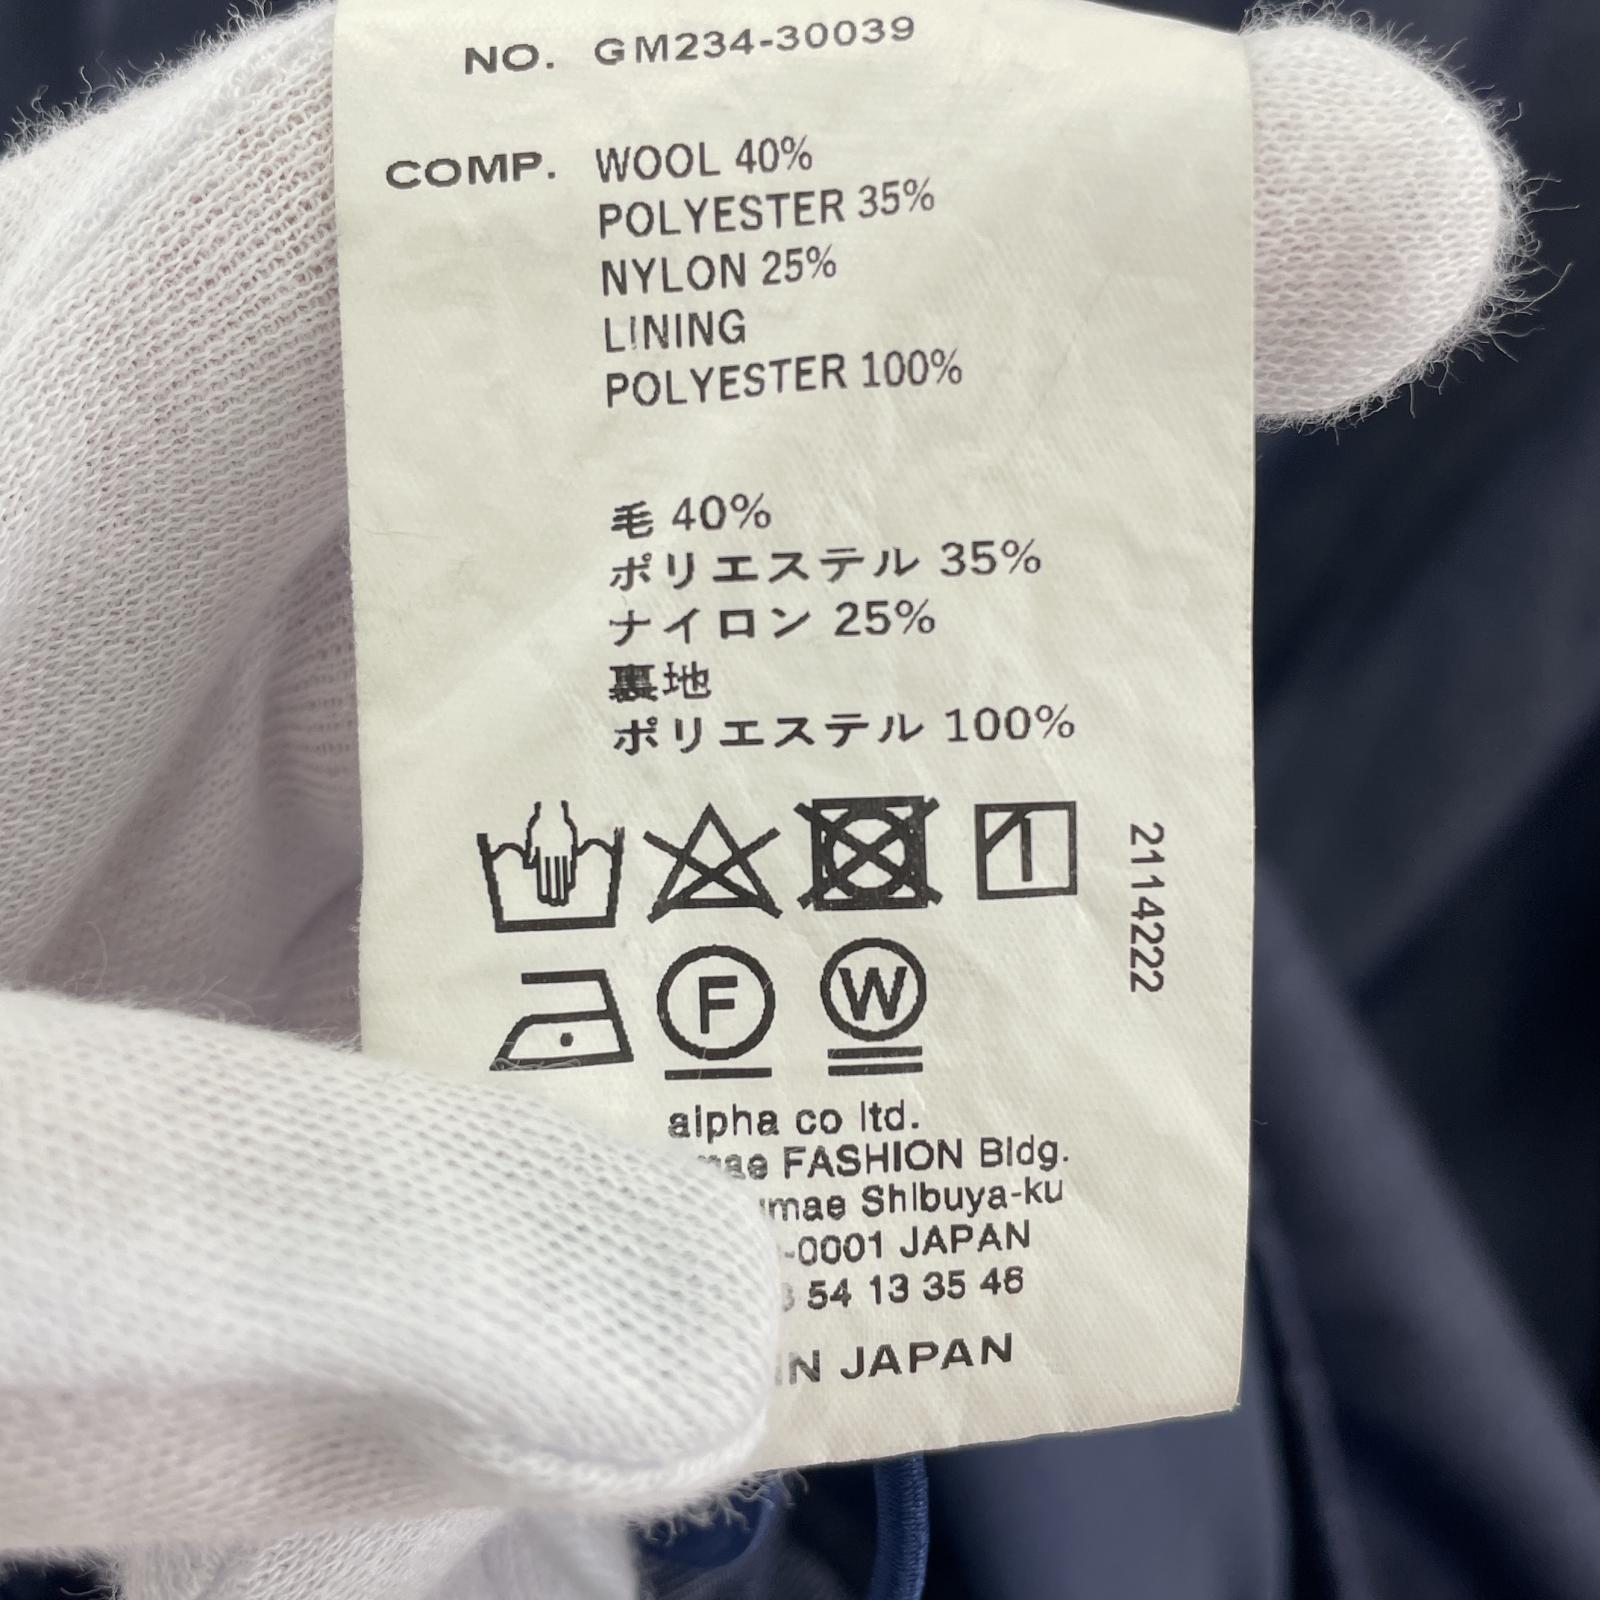 NO. GM234-30039
COMP. WOOL 40%
POLYESTER 35%
NYLON 25%
LINING
POLYESTER 100%
毛 40%
ポリエステル 35%
ナイロン 25%
裏地
ポリエステル 100%
2114222
F
W
alpha co ltd.
FASHION Bldg.
Shibuya-ku
-0001 JAPAN
54 13 35 46
IN JAPAN